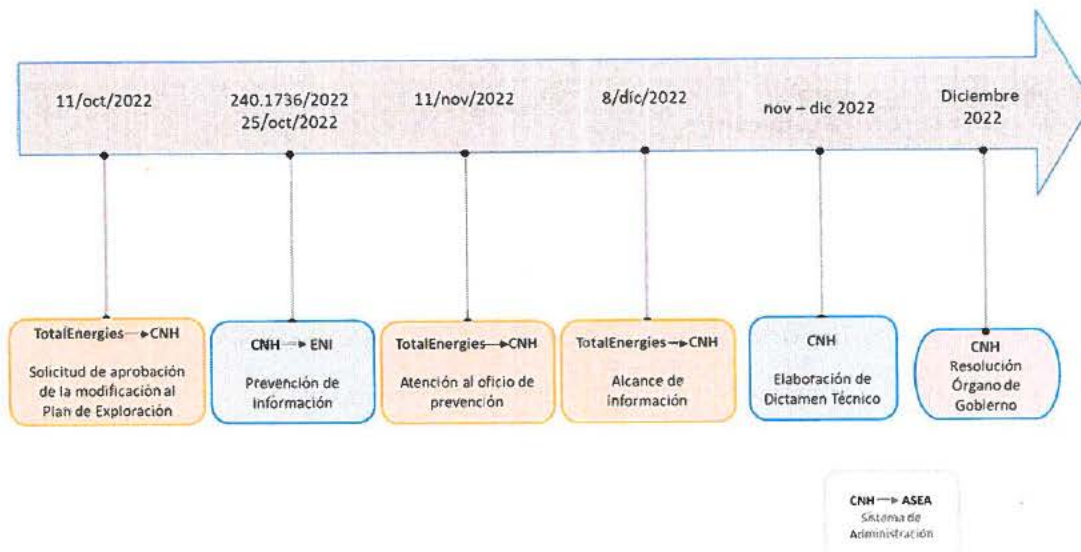 11/oct/2022
240.1736/2022
25/oct/2022
11/nov/2022
8/dic/2022
nov – dic 2022
Diciembre
2022
TotalEnergies → CNH
Solicitud de aprobación
de la modificación al
Plan de Exploración
CNH → ENI
Prevención de
Información
TotalEnergies → CNH
Atención al oficio de
prevención
TotalEnergies → CNH
Alcance de
Información
CNH
Elaboración de
Dictamen Técnico
CNH
Resolución
Órgano de
Gobierno
CNH → ASEA
Sistema de
Administración